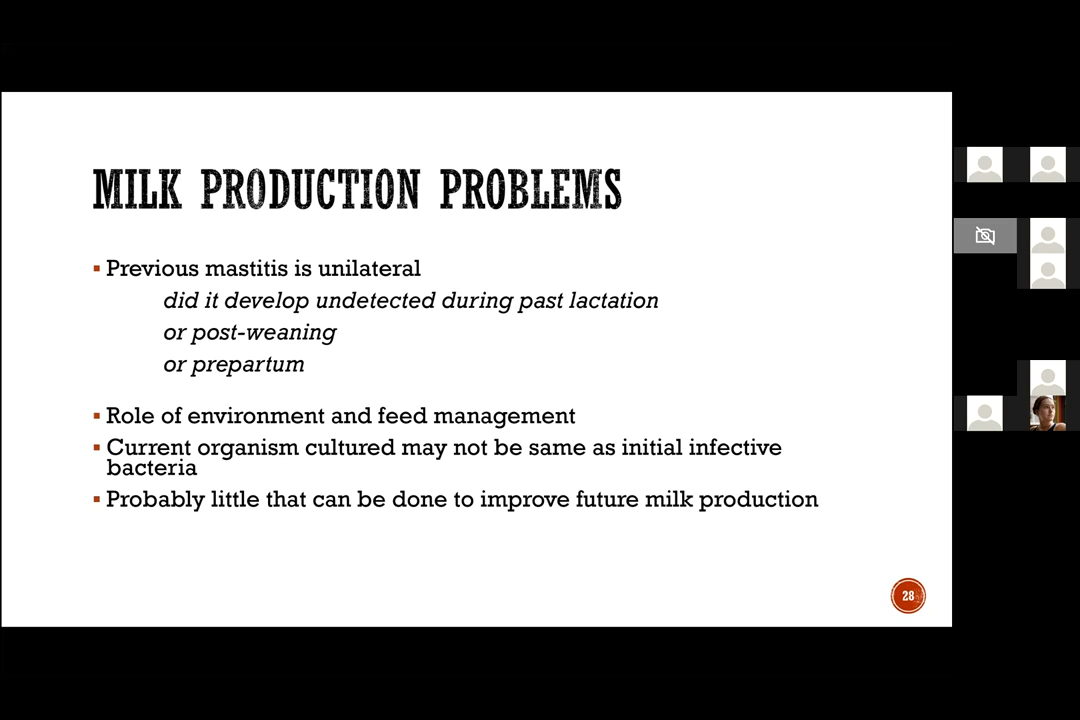 MILK PRODUCTION PROBLEMS
▪ Previous mastitis is unilateral
did it develop undetected during past lactation
or post-weaning
or prepartum
▪ Role of environment and feed management
▪ Current organism cultured may not be same as initial infective
bacteria
▪ Probably little that can be done to improve future milk production
28